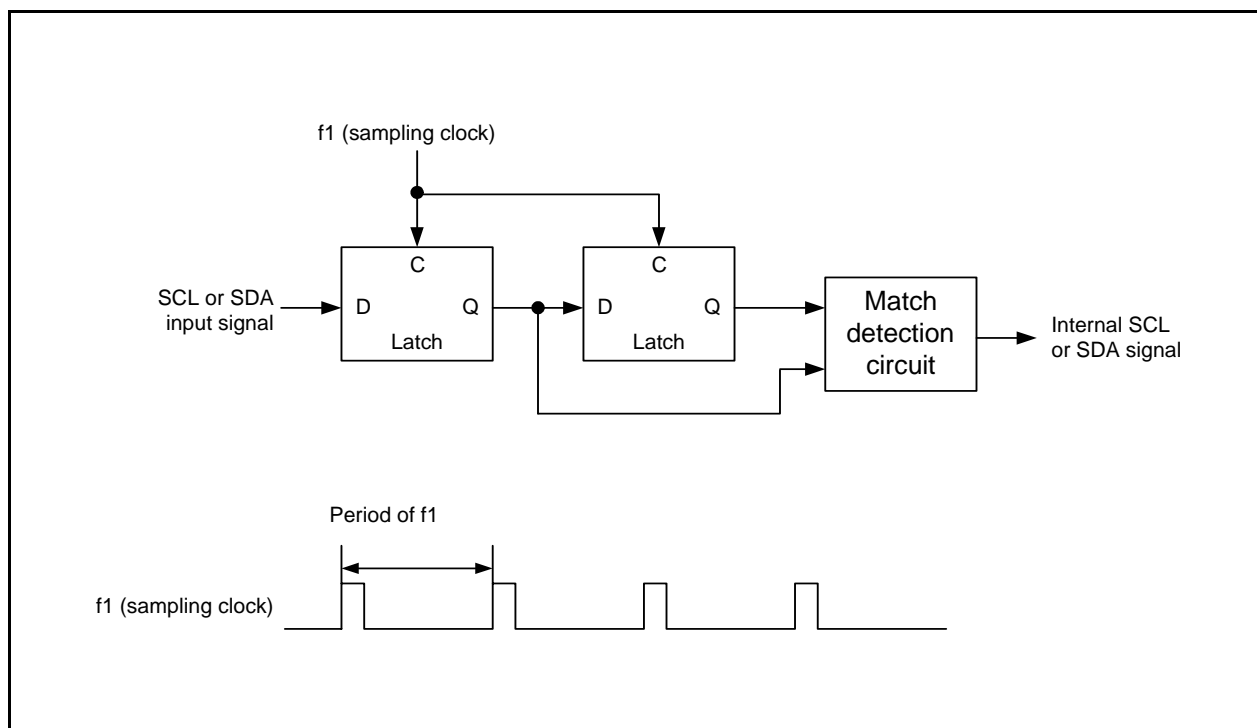 f1 (sampling clock)
C
C
SCL or SDA
input signal
D
Q
D
Q
Latch
Latch
Match
detection
circuit
Internal SCL
or SDA signal
Period of f1
f1 (sampling clock)